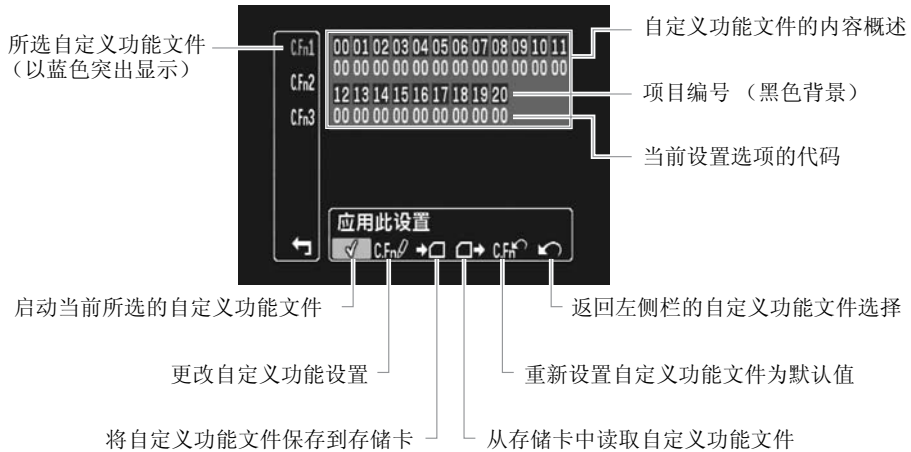 所选自定义功能文件
（以蓝色突出显示）
自定义功能文件的内容概述
项目编号 （黑色背景）
当前设置选项的代码
C.Fn1
C.Fn2
C.Fn3
00 01 02 03 04 05 06 07 08 09 10 11
00 00 00 00 00 00 00 00 00 00 00 00
12 13 14 15 16 17 18 19 20
00 00 00 00 00 00 00 00 00
应用此设置
C.Fn
C.Fn
启动当前所选的自定义功能文件
返回左侧栏的自定义功能文件选择
更改自定义功能设置
重新设置自定义功能文件为默认值
将自定义功能文件保存到存储卡
从存储卡中读取自定义功能文件